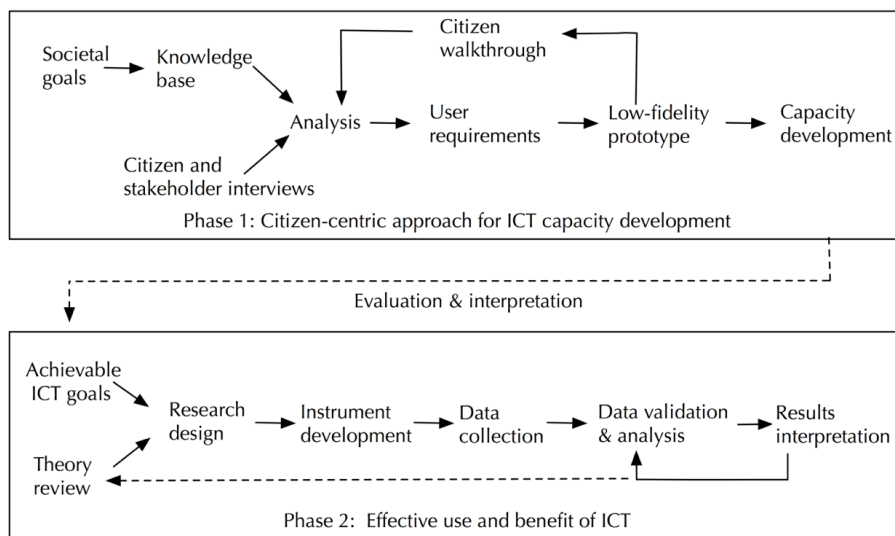 Citizen
walkthrough
Societal
goals
Knowledge
base
Analysis
User
requirements
Low-fidelity
prototype
Capacity
development
Citizen and
stakeholder interviews
Phase 1: Citizen-centric approach for ICT capacity development
Evaluation & interpretation
Achievable
ICT goals
Research
design
Instrument
development
Data
collection
Data validation
& analysis
Results
interpretation
Theory
review
Phase 2: Effective use and benefit of ICT